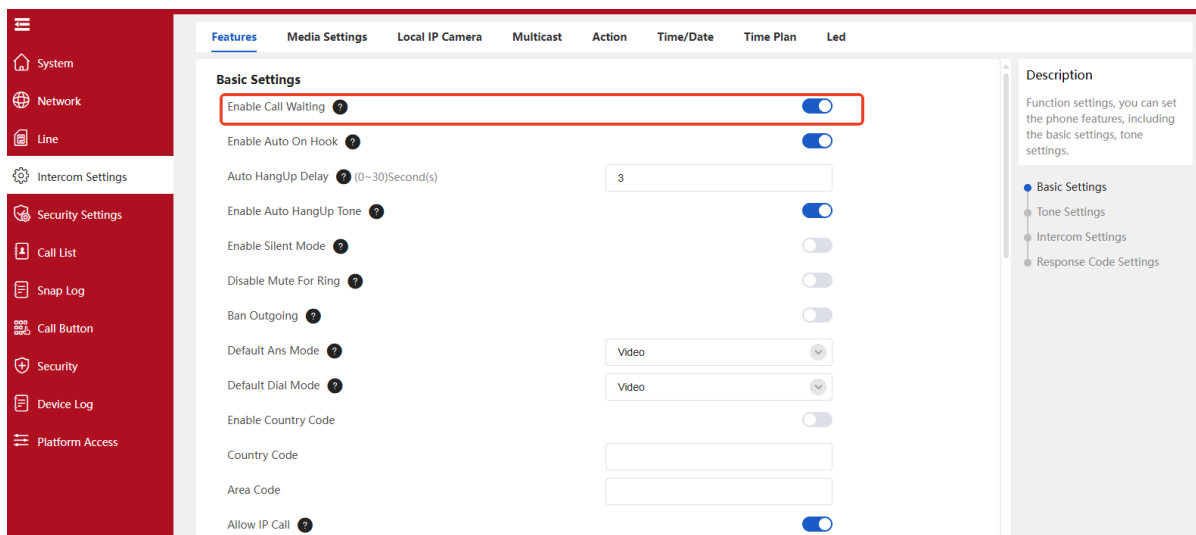 System
Network
Line
Intercom Settings
Security Settings
Call List
Snap Log
Call Button
Security
Device Log
Platform Access
Features Media Settings Local IP Camera Multicast Action Time/Date Time Plan Led
Basic Settings
Enable Call Waiting ?
Enable Auto On Hook ?
Auto HangUp Delay ? (0~30)Second(s) 3
Enable Auto HangUp Tone ?
Enable Silent Mode ?
Disable Mute For Ring ?
Ban Outgoing ?
Default Ans Mode ? Video
Default Dial Mode ? Video
Enable Country Code
Country Code
Area Code
Allow IP Call ?
Description
Function settings, you can set
the phone features, including
the basic settings, tone
settings.
Basic Settings
Tone Settings
Intercom Settings
Response Code Settings